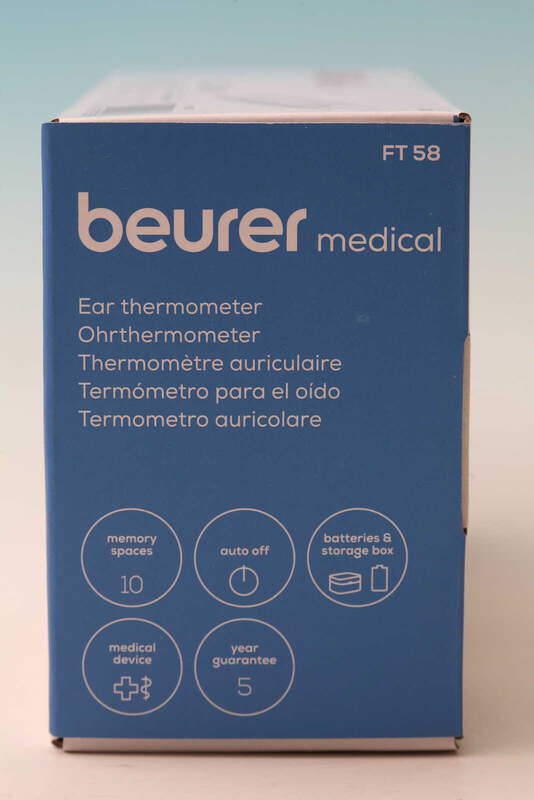 FT 58
beurer medical
Ear thermometer
Ohrthermometer
Thermomètre auriculaire
Termómetro para el oído
Termometro auricolare
memory
spaces
10
auto off
batteries &
storage box
medical
device
year
guarantee
5